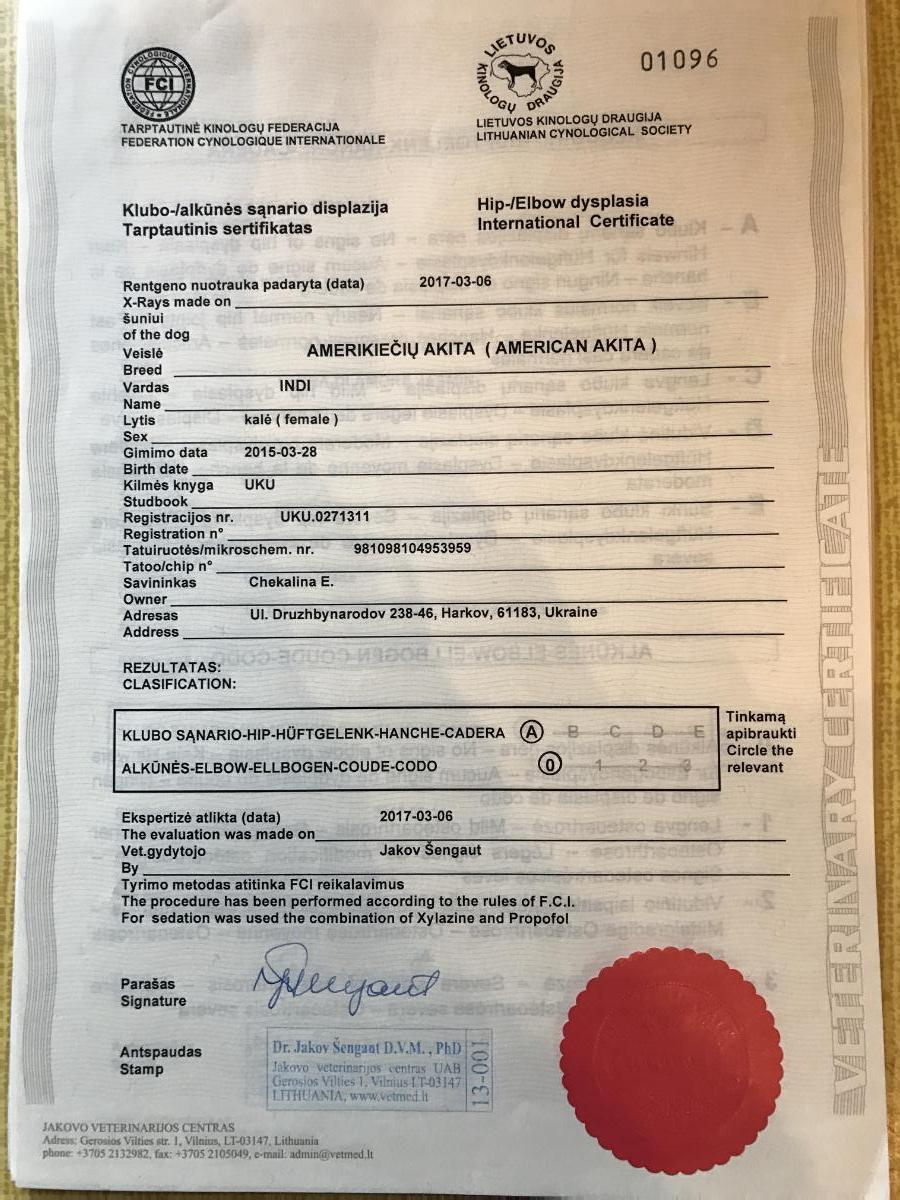 FEDERATION CYNOLOGIQUE INTERNATIONALE
FCI
LIETUVOS
KINOLOGŲ DRAUGIJA
01096
TARPTAUTINĖ KINOLOGŲ FEDERACIJA
FEDERATION CYNOLOGIQUE INTERNATIONALE
LIETUVOS KINOLOGŲ DRAUGIJA
LITHUANIAN CYNOLOGICAL SOCIETY
Klubo-/alkūnės sąnario displazija
Tarptautinis sertifikatas
Hip-/Elbow dysplasia
International Certificate
Rentgeno nuotrauka padaryta (data) 2017-03-06
X-Rays made on
šuniui
of the dog
Veislė AMERIKIEČIŲ AKITA ( AMERICAN AKITA )
Breed
Vardas INDI
Name
Lytis kalė ( female )
Sex
Gimimo data 2015-03-28
Birth date
Kilmės knyga UKU
Studbook
Registracijos nr. UKU.0271311
Registration n°
Tatuiruotės/mikroschem. nr. 981098104953959
Tatoo/chip n°
Savininkas Chekalina E.
Owner
Adresas Ul. Druzhbynarodov 238-46, Harkov, 61183, Ukraine
Address
REZULTATAS:
CLASIFICATION:
KLUBO SĄNARIO-HIP-HÜFTGELENK-HANCHE-CADERA A B C D E
ALKŪNĖS-ELBOW-ELLBOGEN-COUDE-CODO 0 1 2 3
Tinkamą
apibraukti
Circle the
relevant
Ekspertizė atlikta (data) 2017-03-06
The evaluation was made on
Vet.gydytojo Jakov Šengaut
By
Tyrimo metodas atitinka FCI reikalavimus
The procedure has been performed according to the rules of F.C.I.
For sedation was used the combination of Xylazine and Propofol
Parašas
Signature
Antspaudas
Stamp
Dr. Jakov Šengaut D.V.M., PhD
Jakovo veterinarijos centras UAB
Gerosios Vilties 1, Vilnius LT-03147
LITHUANIA, www.vetmed.lt
13-001
VETERINARY CERTIFICATE
JAKOVO VETERINARIJOS CENTRAS
Adress: Gerosios Vilties str. 1, Vilnius, LT-03147, Lithuania
phone: +3705 2132982, fax: +3705 2105049, e-mail: admin@vetmed.lt